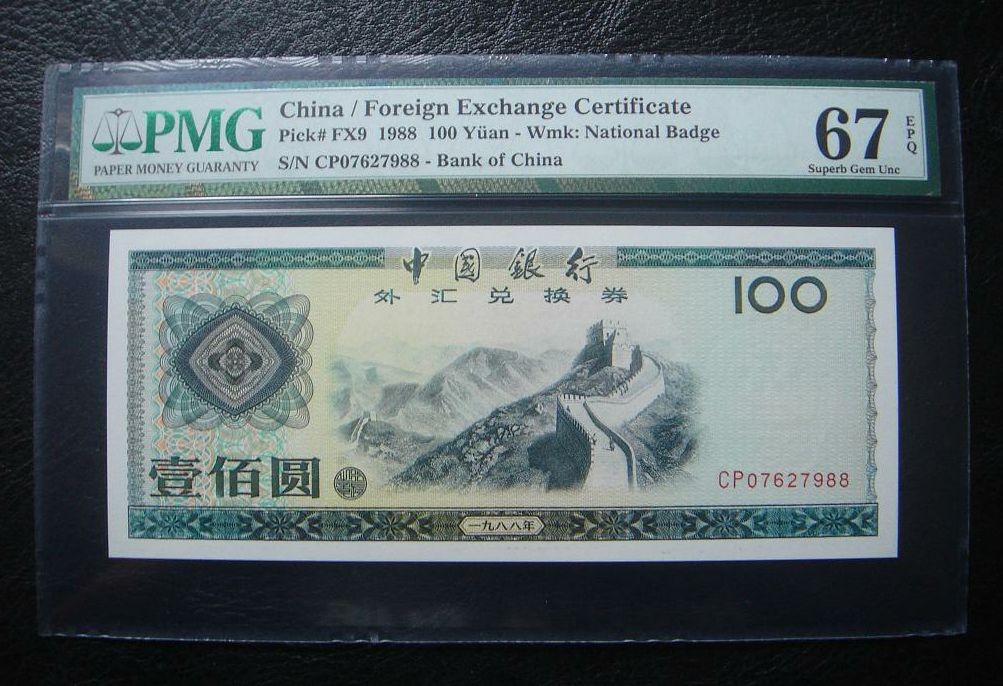 PMG
PAPER MONEY GUARANTY
China / Foreign Exchange Certificate
Pick# FX9 1988 100 Yüan - Wmk: National Badge
S/N CP07627988 - Bank of China
67
EPQ
Superb Gem Unc
中國銀行
外汇兑换券
100
壹佰圆
CP07627988
一九八八年